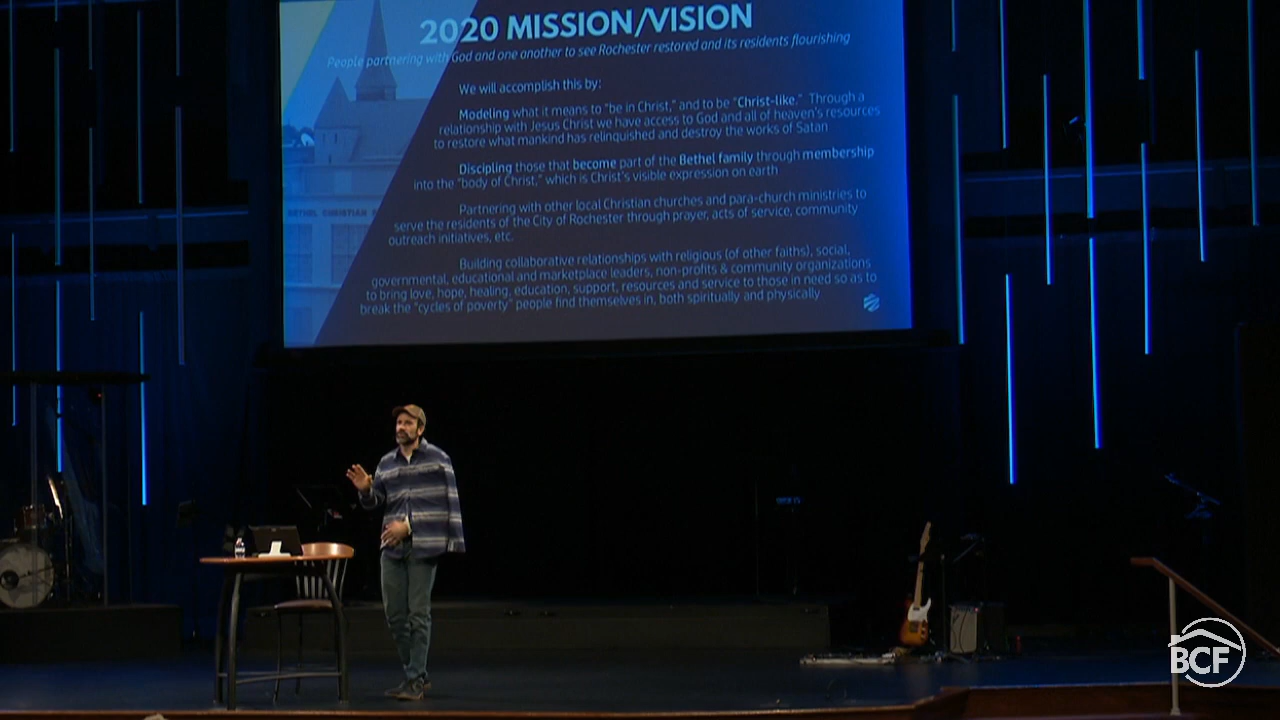 2020 MISSION/VISION
People partnering with God and one another to see Rochester restored and its residents flourishing
We will accomplish this by:
Modeling what it means to "be in Christ," and to be "Christ-like." Through a
relationship with Jesus Christ we have access to God and all of heaven's resources
to restore what mankind has relinquished and destroy the works of Satan
Discipling those that become part of the Bethel family through membership
into the "body of Christ," which is Christ's visible expression on earth
Partnering with other local Christian churches and para-church ministries to
serve the residents of the City of Rochester through prayer, acts of service, community
outreach initiatives, etc.
Building collaborative relationships with religious (of other faiths), social,
governmental, educational and marketplace leaders, non-profits & community organizations
to bring love, hope, healing, education, support, resources and service to those in need so as to
break the "cycles of poverty" people find themselves in, both spiritually and physically
BETHEL CHRISTIAN
BCF